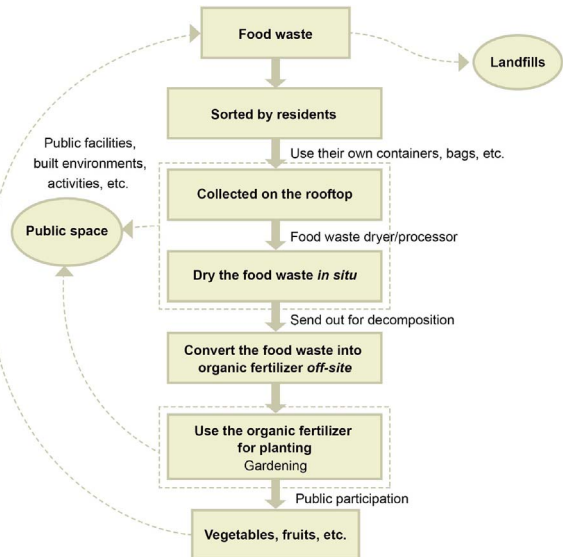 Food waste
Landfills
Sorted by residents
Use their own containers, bags, etc.
Public facilities,
built environments,
activities, etc.
Collected on the rooftop
Public space
Food waste dryer/processor
Dry the food waste in situ
Send out for decomposition
Convert the food waste into
organic fertilizer off-site
Use the organic fertilizer
for planting
Gardening
Public participation
Vegetables, fruits, etc.